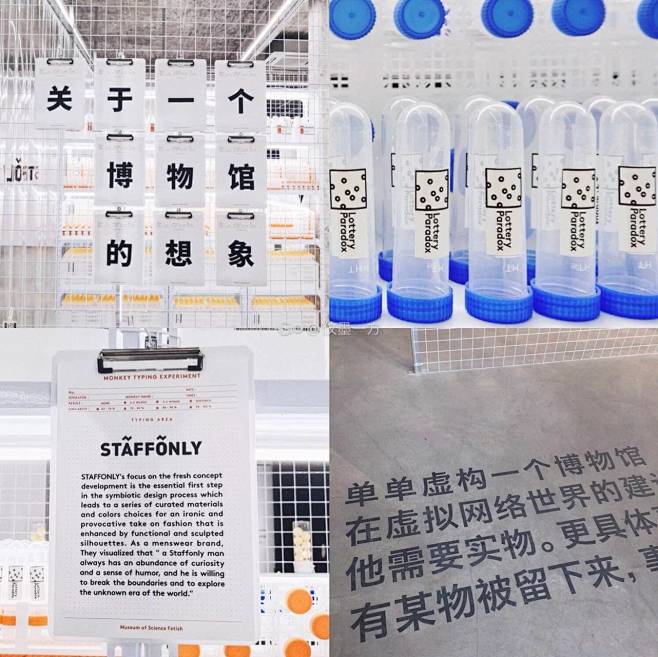 关于一个
博物馆
的想象
Lottery
Paradox
Lottery
Paradox
Lottery
Paradox
Lottery
Paradox
MONKEY TYPING EXPERIMENT
TYPING AREA
STAFFONLY
STAFFONLY's focus on the fresh concept
development is the essential first step
in the symbiotic design process which
leads to a series of curated materials
and colors choices for an ironic and
provocative take on fashion that is
enhanced by functional and sculpted
silhouettes. As a menswear brand,
They visualized that " a Staffonly man
always has an abundance of curiosity
and a sense of humor, and he is willing
to break the boundaries and to explore
the unknown era of the world."
Museum of Science Fetish
单单虚构一个博物馆
在虚拟网络世界的建
他需要实物。更具体
有某物被留下来，